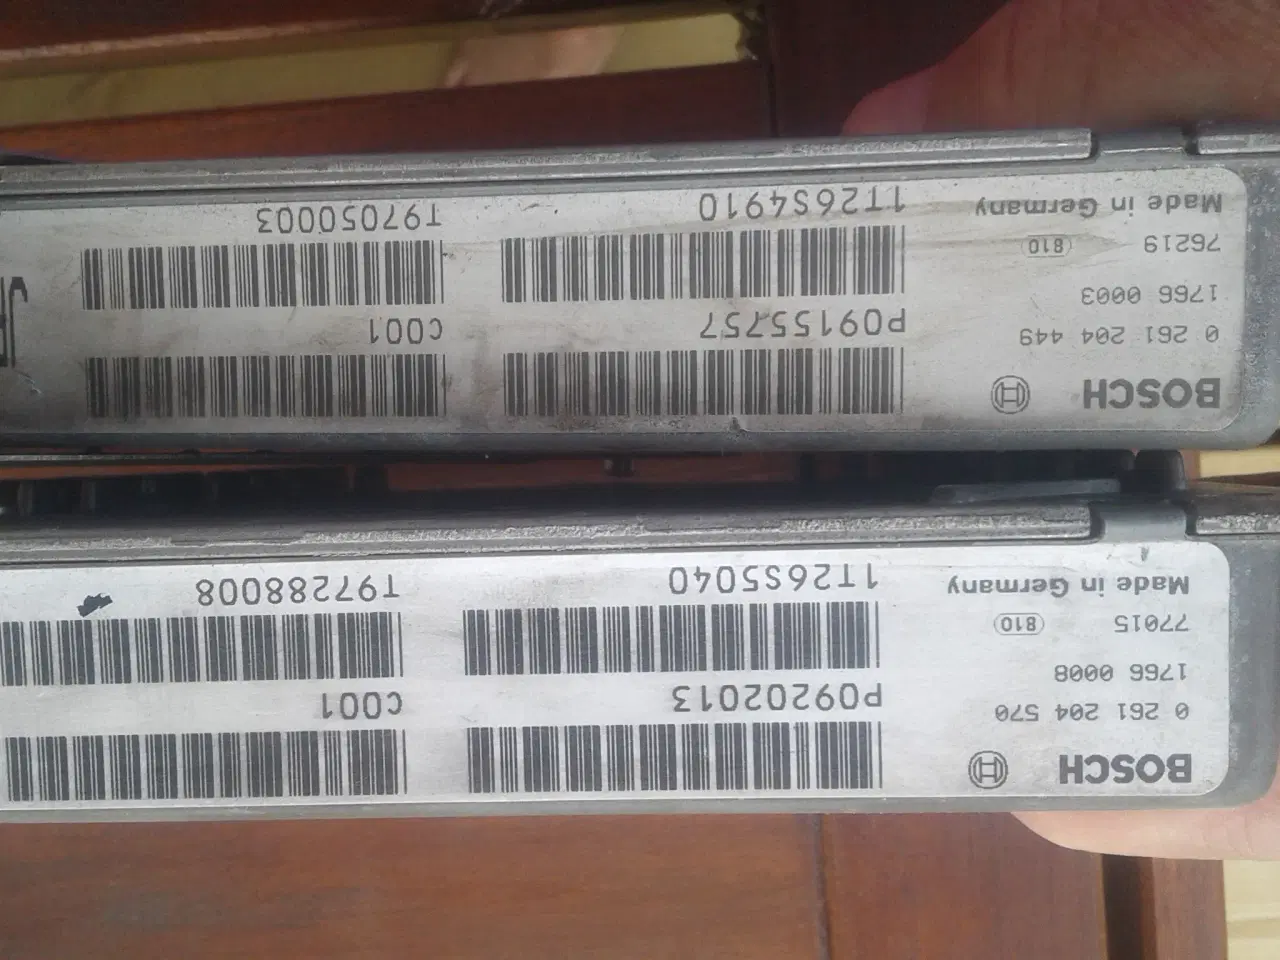 BOSCH
0 261 204 570
1766 0008
77015 810
Made in Germany
P09202013 C001
1T26S5040 T97288008
BOSCH
0 261 204 449
1766 0003
76219 810
Made in Germany
P09155757 C001
1T26S4910 T97050003